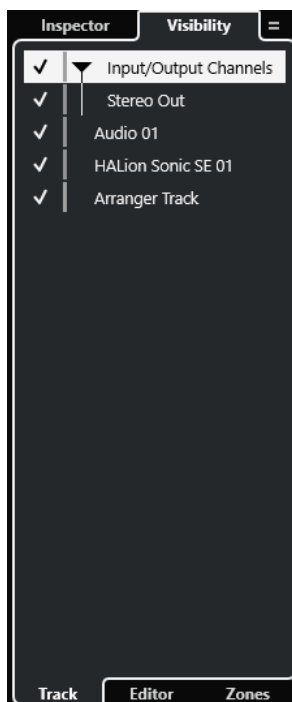 Inspector Visibility
Input/Output Channels
Stereo Out
Audio 01
HALion Sonic SE 01
Arranger Track
Track Editor Zones